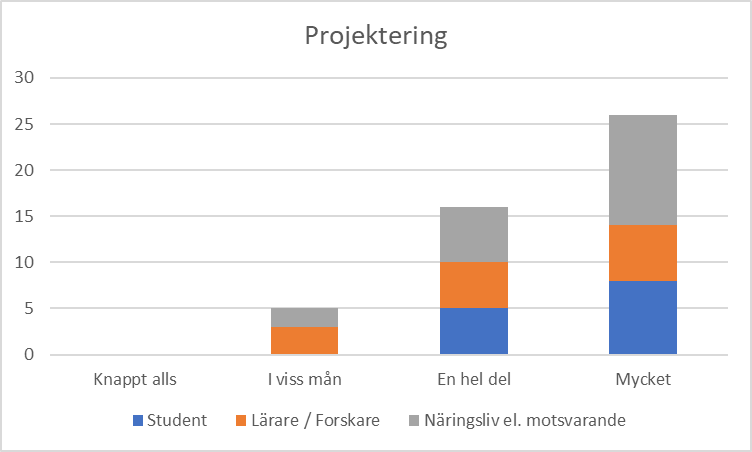 Projektering
30
25
20
15
10
5
0
Knappt alls I viss mån En hel del Mycket
Student Lärare / Forskare Näringsliv el. motsvarande